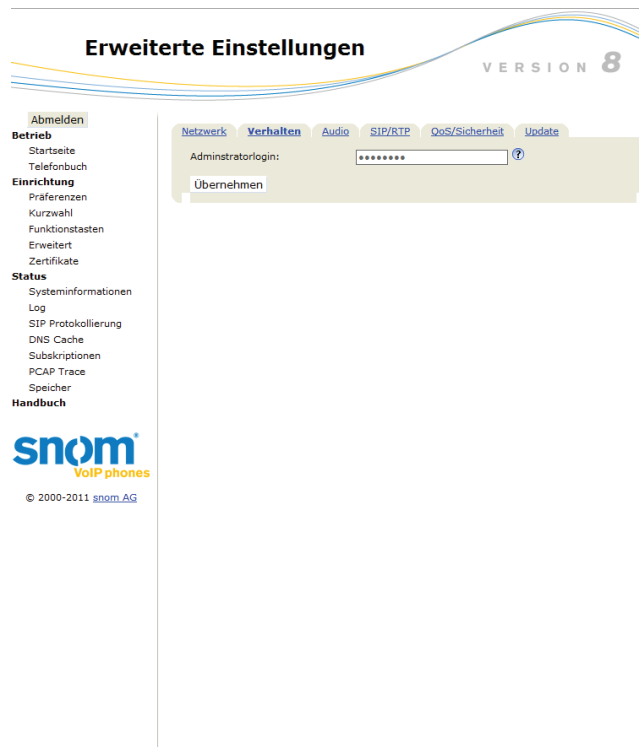 Erweiterte Einstellungen
VERSION 8
Abmelden
Betrieb
Startseite
Telefonbuch
Einrichtung
Präferenzen
Kurzwahl
Funktionstasten
Erweitert
Zertifikate
Status
Systeminformationen
Log
SIP Protokollierung
DNS Cache
Subskriptionen
PCAP Trace
Speicher
Handbuch
snom
VoIP phones
© 2000-2011 snom AG
Netzwerk Verhalten Audio SIP/RTP QoS/Sicherheit Update
Adminstratorlogin: •••••••• ?
Übernehmen